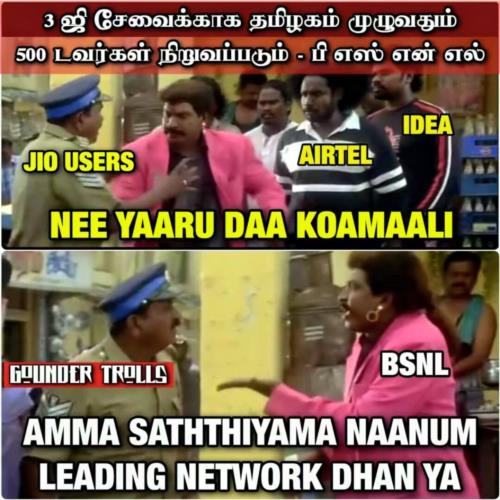 3 ஜி சேவைக்காக தமிழகம் முழுவதும்
500 டவர்கள் நிறுவப்படும் - பி எஸ் என் எல்
IDEA
JIO USERS
AIRTEL
NEE YAARU DAA KOAMAALI
BSNL
GOUNDER TROLLS
AMMA SATHTHIYAMA NAANUM
LEADING NETWORK DHAN YA